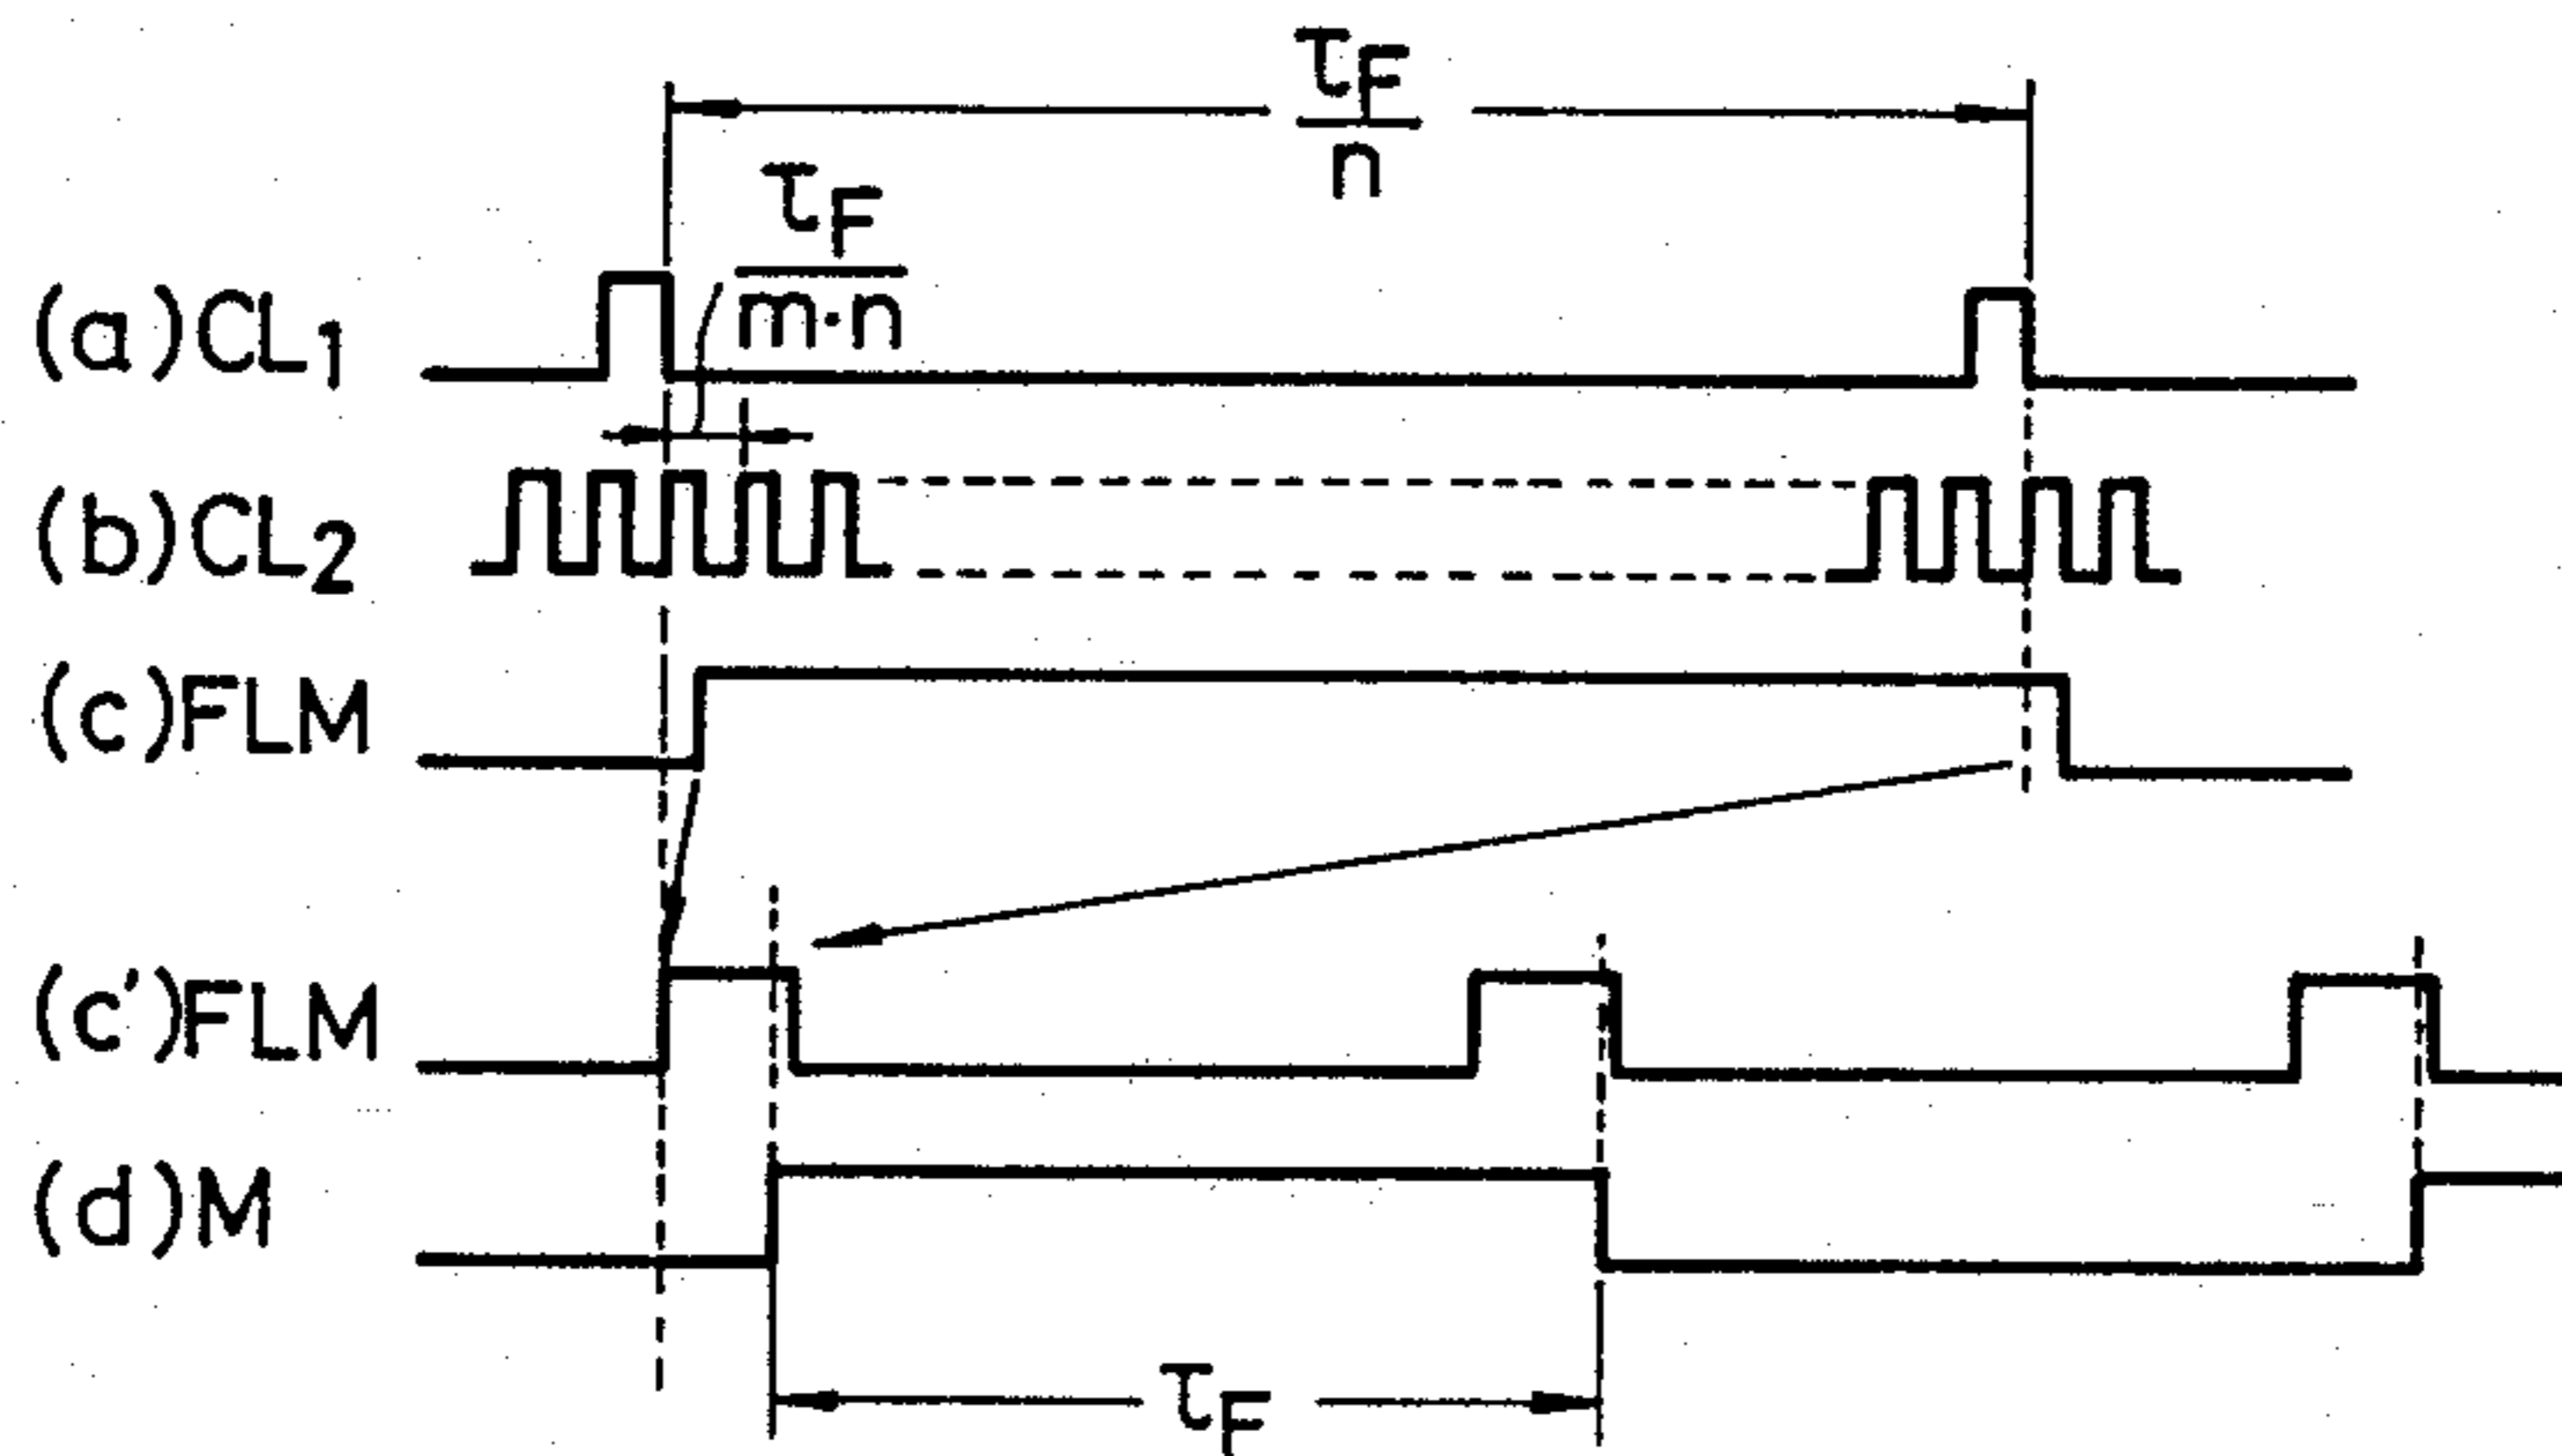 τF
n
τF
m·n
(a)CL1
(b)CL2
(c)FLM
(c')FLM
(d)M
τF